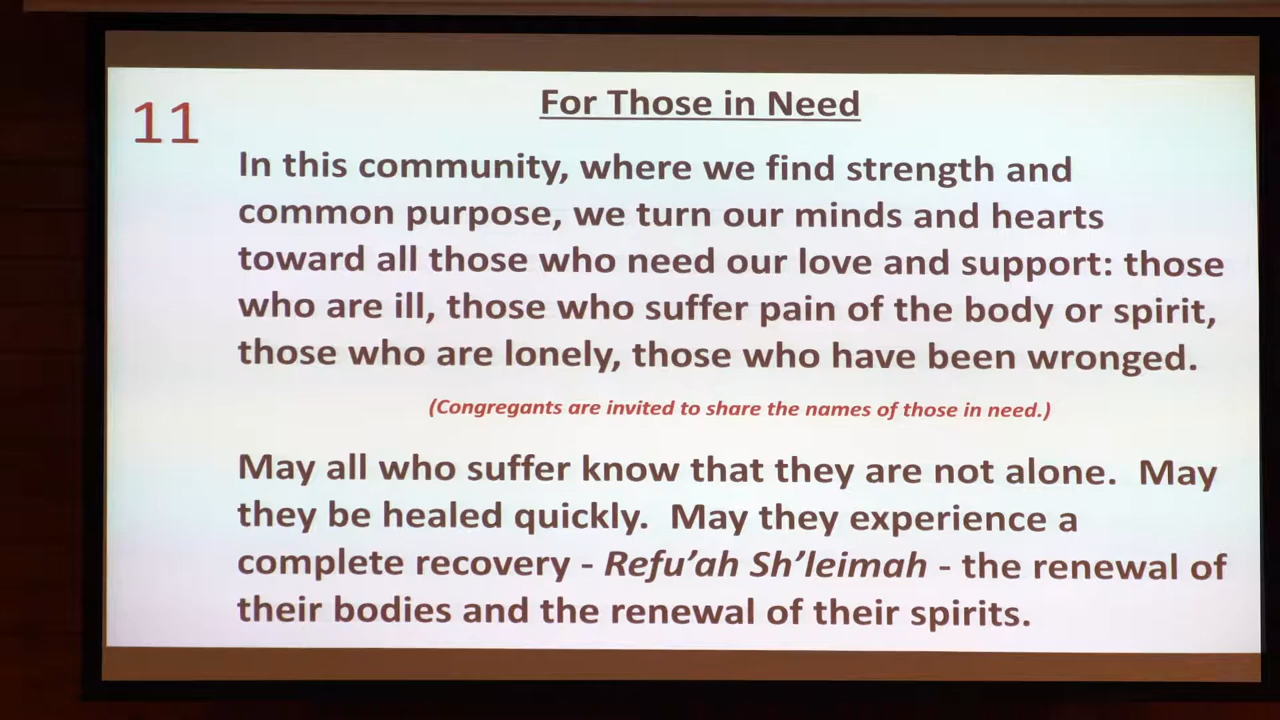 11
For Those in Need
In this community, where we find strength and
common purpose, we turn our minds and hearts
toward all those who need our love and support: those
who are ill, those who suffer pain of the body or spirit,
those who are lonely, those who have been wronged.
(Congregants are invited to share the names of those in need.)
May all who suffer know that they are not alone.  May
they be healed quickly.  May they experience a
complete recovery - Refu’ah Sh’leimah - the renewal of
their bodies and the renewal of their spirits.